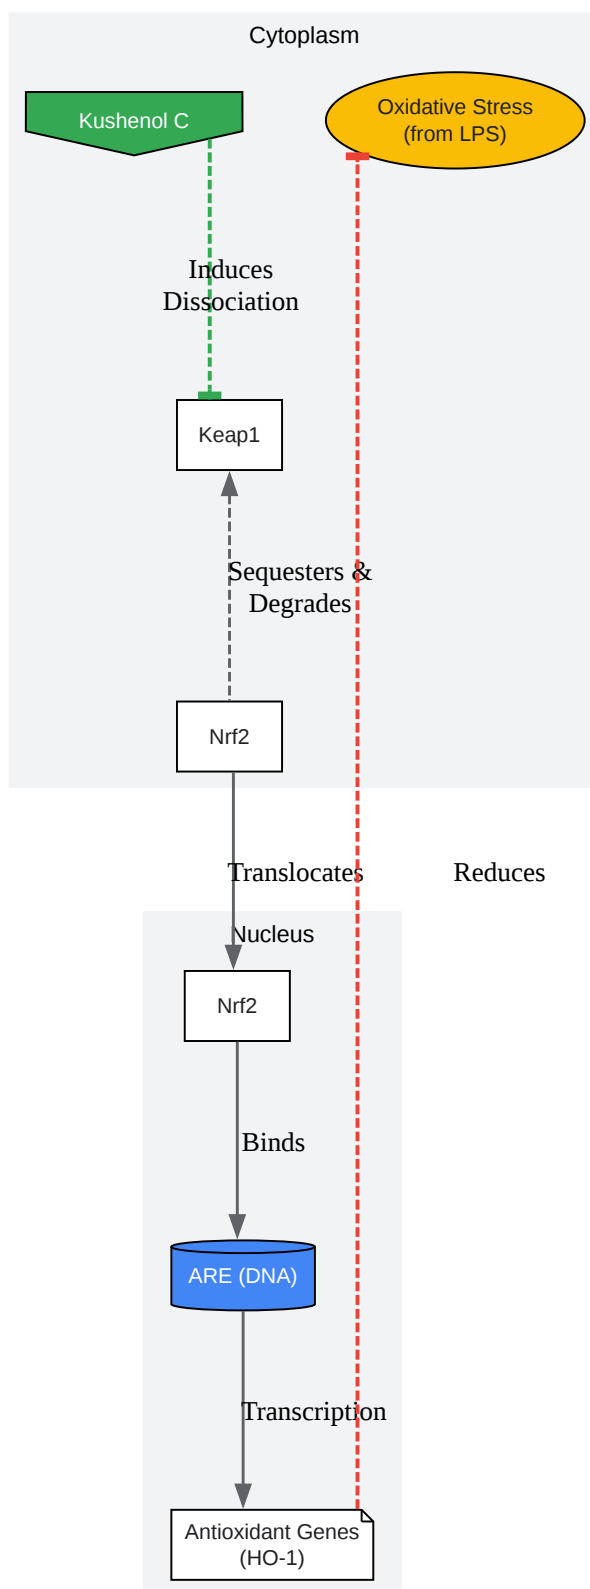 Cytoplasm
Kushenol C
Oxidative Stress
(from LPS)
Induces
Dissociation
Keap1
Sequesters &
Degrades
Nrf2
Translocates
Reduces
Nucleus
Nrf2
Binds
ARE (DNA)
Transcription
Antioxidant Genes
(HO-1)